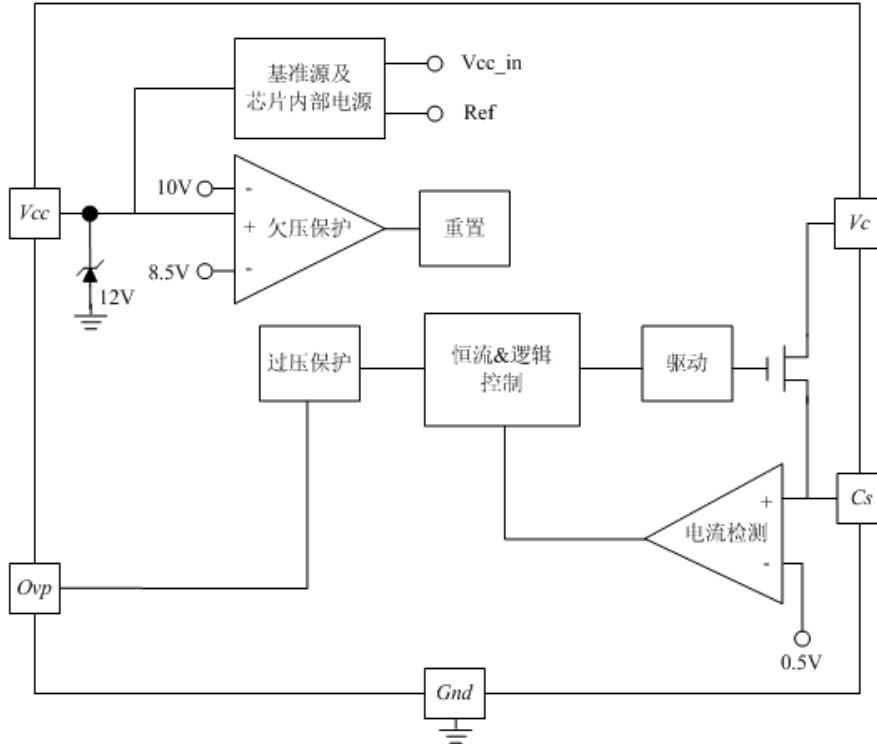 基准源及
芯片内部电源
Vcc_in
Ref
10V
Vcc
+
-
欠压保护
重置
Vc
8.5V
-
12V
过压保护
恒流&逻辑
控制
驱动
+
Cs
电流检测
-
Ovp
0.5V
Gnd